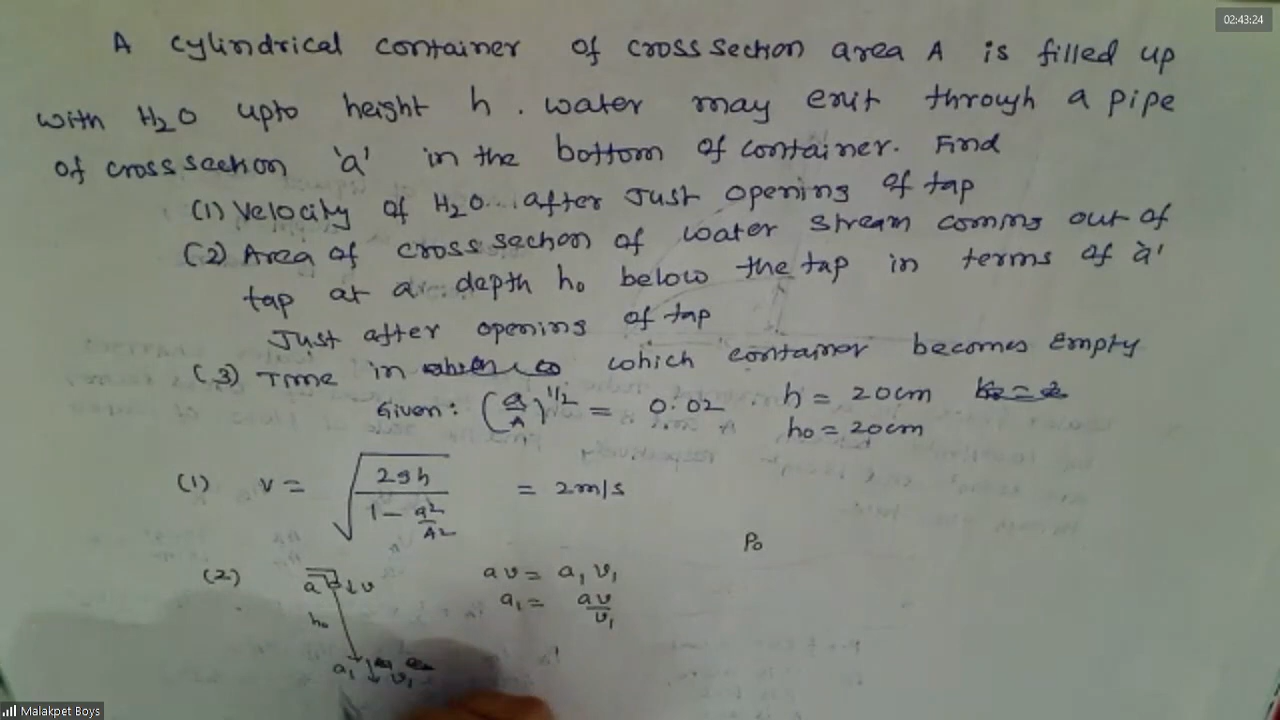 02:43:24
A cylindrical container of cross section area A is filled up
with H₂O upto height h. water may exit through a pipe
of cross section 'a' in the bottom of container. Find
(1) Velocity of H₂O... after Just opening of tap
(2) Area of cross section of water stream coming out of
tap at a depth h₀ below the tap in terms of 'a'
Just after opening of tap
(3) Time in which container becomes Empty
Given: (a/A)^1/2 = 0.02 h = 20cm
h₀ = 20cm
(1) v = √(2gh / (1 - a²/A²)) = 2m/s
P₀
(2) a ↓v av = a₁v₁
h₀ a₁ = av/v₁
a₁ v₁
Malakpet Boys